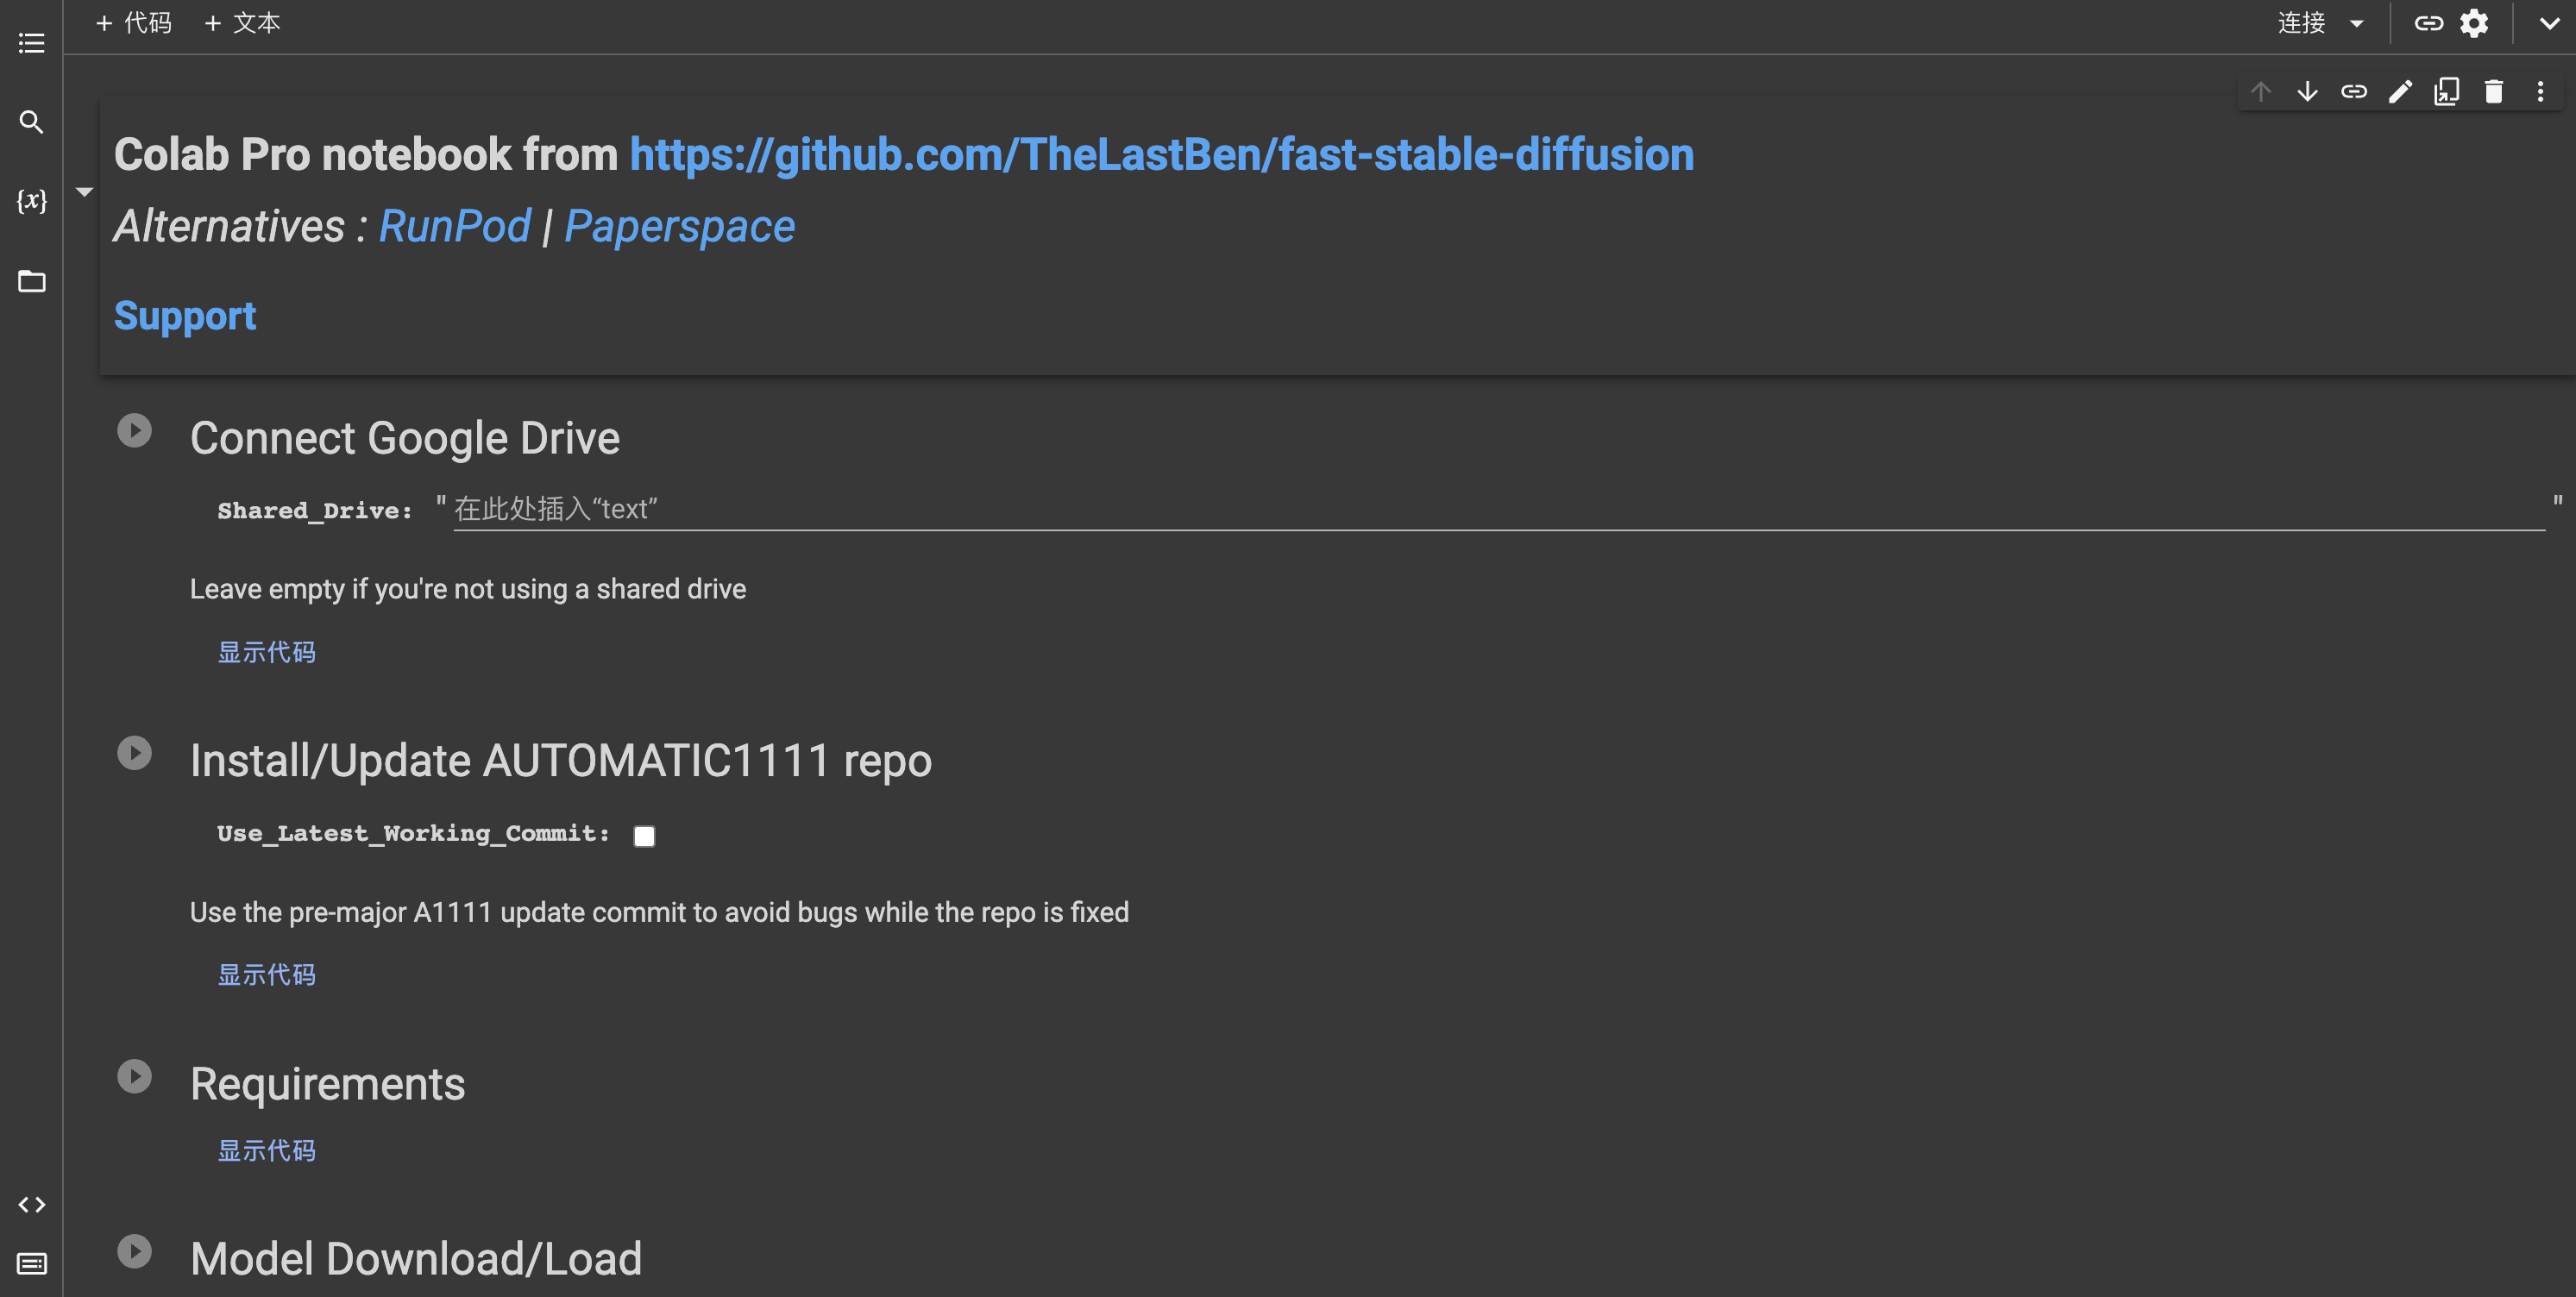 + 代码 + 文本 连接
Colab Pro notebook from https://github.com/TheLastBen/fast-stable-diffusion
{x}
Alternatives : RunPod | Paperspace
Support
Connect Google Drive
Shared_Drive: "在此处插入“text” "
Leave empty if you're not using a shared drive
显示代码
Install/Update AUTOMATIC1111 repo
Use_Latest_Working_Commit:
Use the pre-major A1111 update commit to avoid bugs while the repo is fixed
显示代码
Requirements
显示代码
Model Download/Load